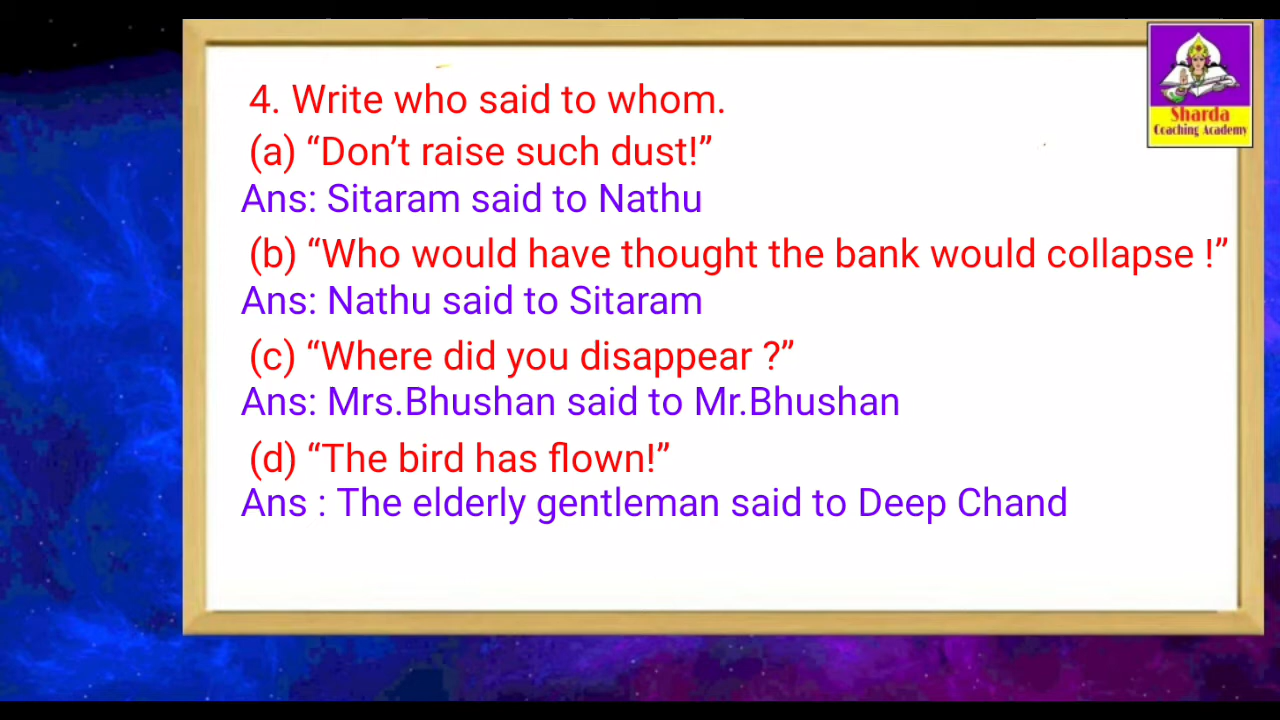 4. Write who said to whom.
(a) “Don’t raise such dust!”
Ans: Sitaram said to Nathu
(b) “Who would have thought the bank would collapse !”
Ans: Nathu said to Sitaram
(c) “Where did you disappear ?”
Ans: Mrs.Bhushan said to Mr.Bhushan
(d) “The bird has flown!”
Ans : The elderly gentleman said to Deep Chand
Sharda
Coaching Academy